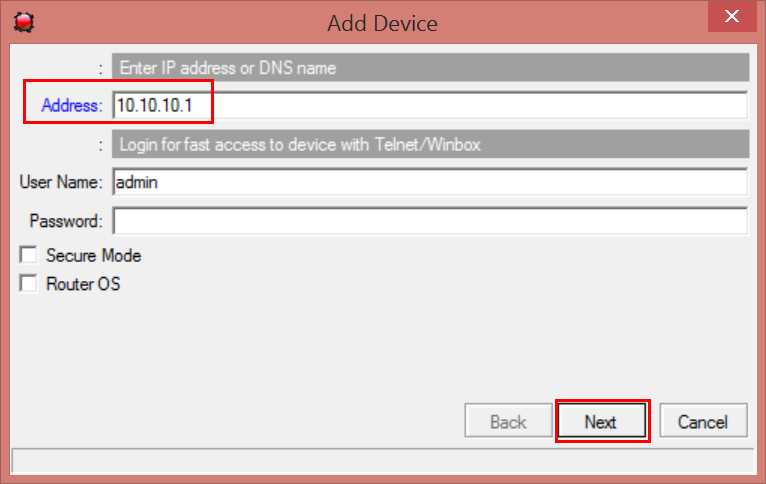 Add Device
: Enter IP address or DNS name
Address: 10.10.10.1
: Login for fast access to device with Telnet/Winbox
User Name: admin
Password:
Secure Mode
Router OS
Back Next Cancel